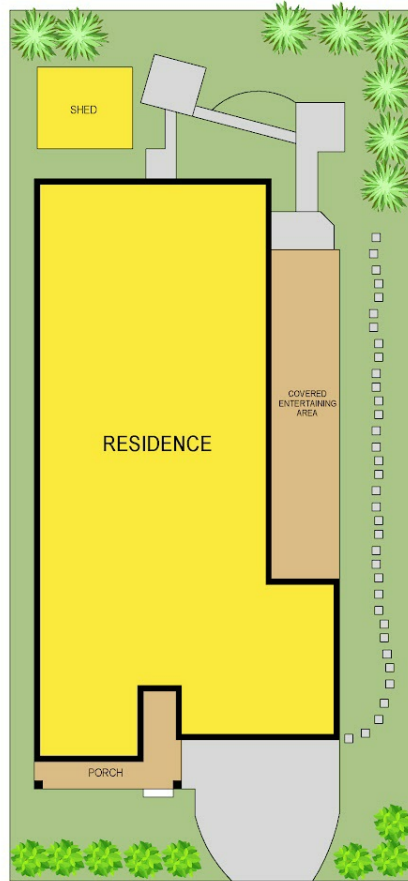 SHED
COVERED
ENTERTAINING
AREA
RESIDENCE
PORCH